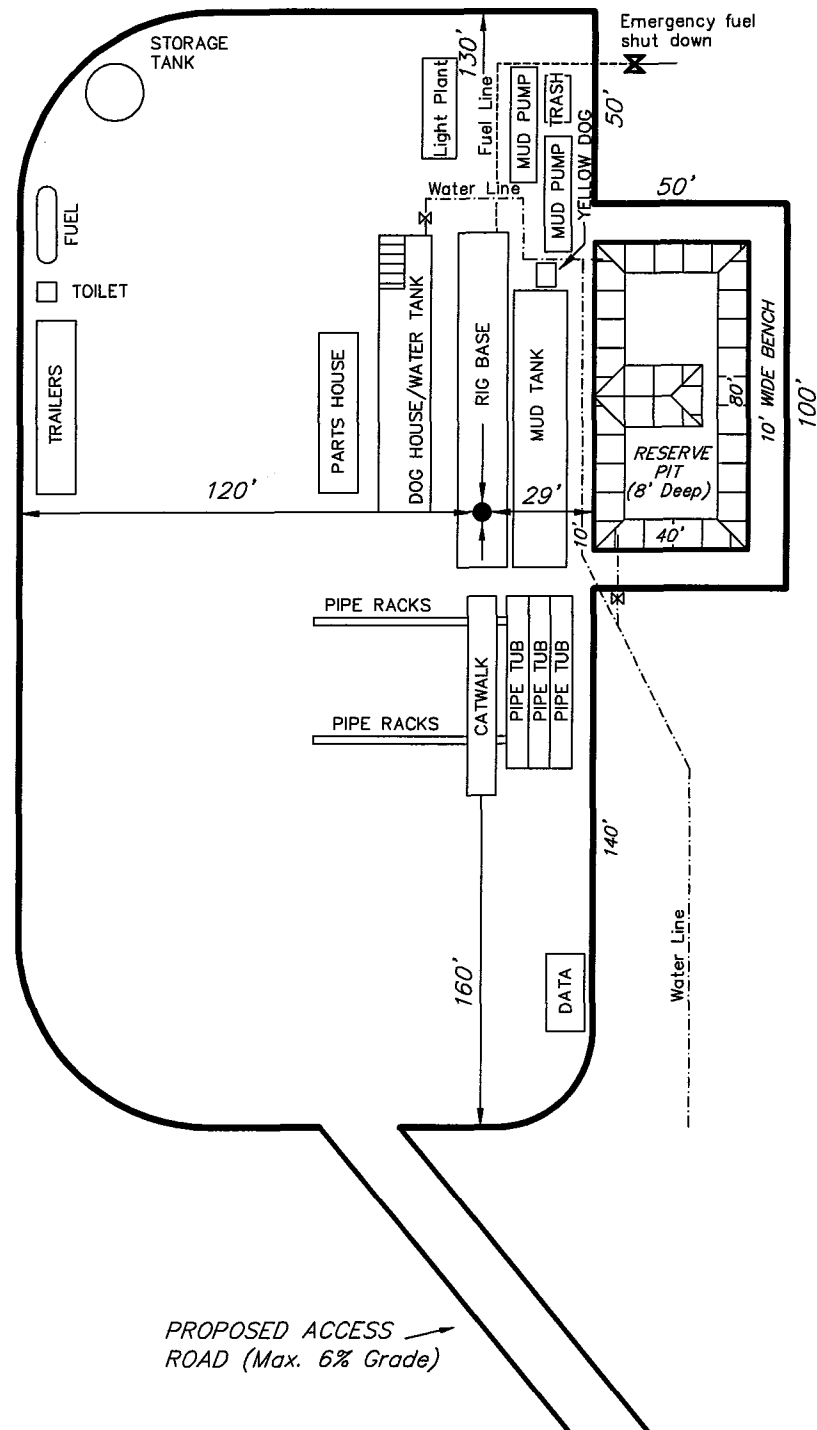 Emergency fuel
shut down
STORAGE
TANK
130'
Light Plant
Fuel Line
MUD PUMP
TRASH
50'
MUD PUMP
YELLOW DOG
Water Line
50'
FUEL
TOILET
TRAILERS
PARTS HOUSE
DOG HOUSE/WATER TANK
RIG BASE
MUD TANK
80'
10' WIDE BENCH
100'
RESERVE
PIT
(8' Deep)
120'
29'
10'
40'
PIPE RACKS
CATWALK
PIPE TUB
PIPE TUB
PIPE TUB
PIPE RACKS
140'
160'
DATA
Water Line
PROPOSED ACCESS
ROAD (Max. 6% Grade)